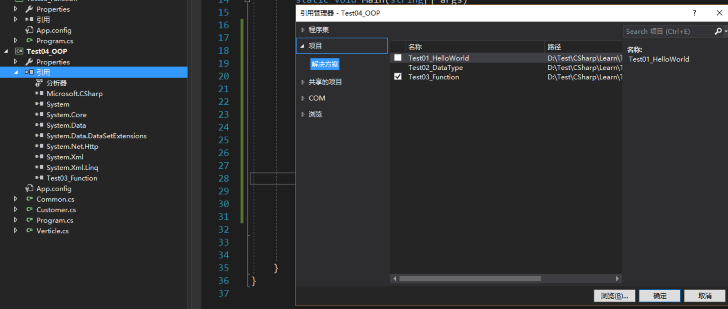 Properties
引用
App.config
Program.cs
Test04_OOP
Properties
引用
分析器
Microsoft.CSharp
System
System.Core
System.Data
System.Data.DataSetExtensions
System.Net.Http
System.Xml
System.Xml.Linq
Test03_Function
App.config
Common.cs
Customer.cs
Program.cs
Verticle.cs
15
16
17
18
19
20
21
22
23
24
25
26
27
28
29
30
31
32
33
34
35 }
36 }
37
引用管理器 - Test04_OOP
程序集
项目
解决方案
共享的项目
COM
浏览
名称 路径
Test01_HelloWorld D:\Test\CSharp\Learn\T
Test02_DataType D:\Test\CSharp\Learn\T
Test03_Function D:\Test\CSharp\Learn\T
Search 项目 (Ctrl+E)
名称:
Test01_HelloWorld
浏览(B)... 确定 取消